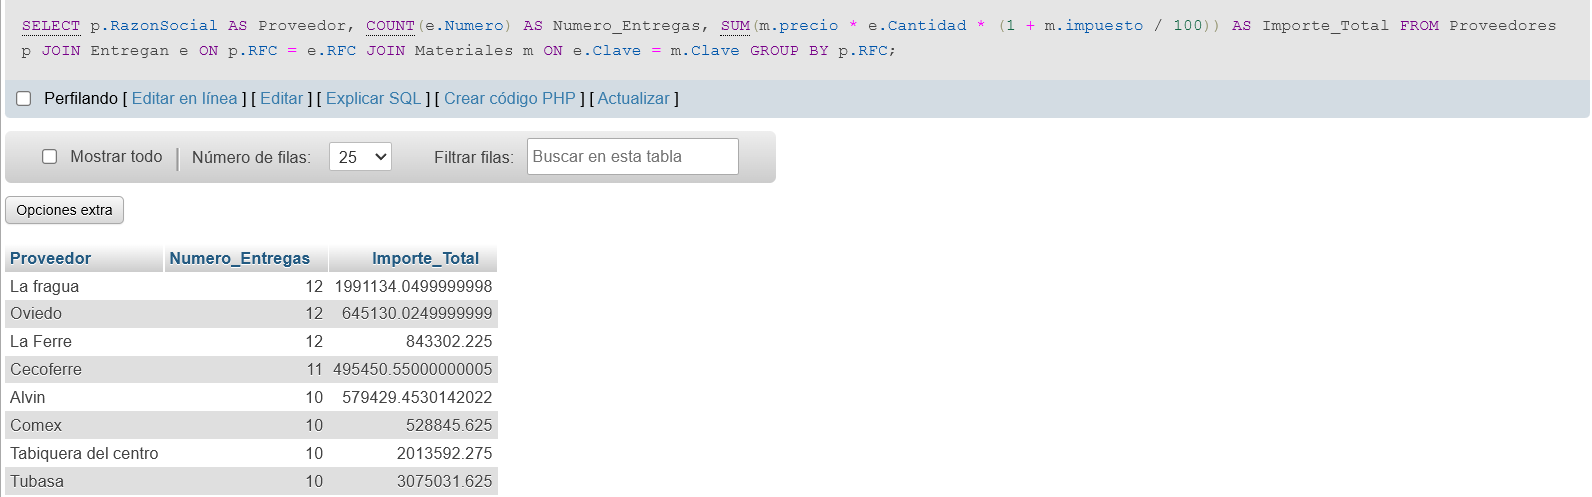 SELECT p.RazonSocial AS Proveedor, COUNT(e.Numero) AS Numero_Entregas, SUM(m.precio * e.Cantidad * (1 + m.impuesto / 100)) AS Importe_Total FROM Proveedores
p JOIN Entregan e ON p.RFC = e.RFC JOIN Materiales m ON e.Clave = m.Clave GROUP BY p.RFC;
Perfilando [ Editar en línea ] [ Editar ] [ Explicar SQL ] [ Crear código PHP ] [ Actualizar ]
Mostrar todo | Número de filas: 25 Filtrar filas: Buscar en esta tabla
Opciones extra
Proveedor Numero_Entregas Importe_Total
La fragua 12 1991134.0499999998
Oviedo 12 645130.0249999999
La Ferre 12 843302.225
Cecoferre 11 495450.55000000005
Alvin 10 579429.4530142022
Comex 10 528845.625
Tabiquera del centro 10 2013592.275
Tubasa 10 3075031.625